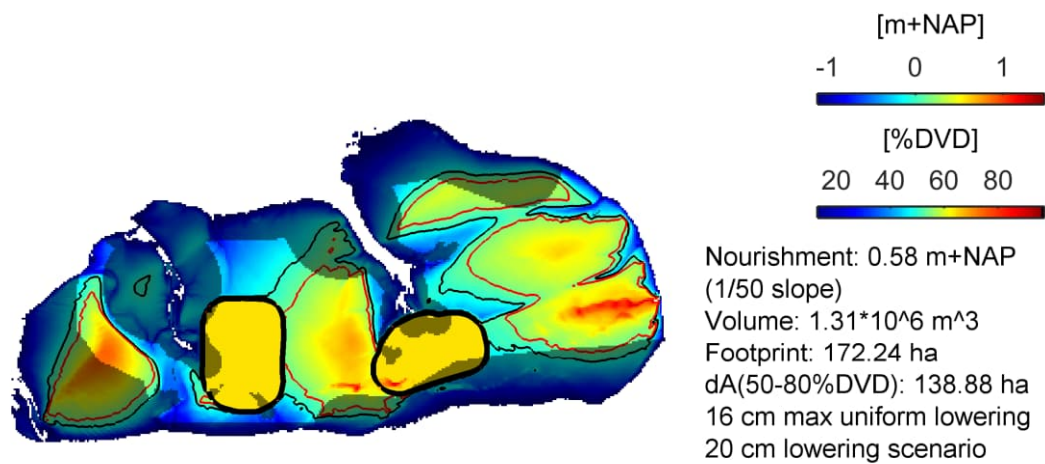 [m+NAP]
-1 0 1
[%DVD]
20 40 60 80
Nourishment: 0.58 m+NAP
(1/50 slope)
Volume: 1.31*10^6 m^3
Footprint: 172.24 ha
dA(50-80%DVD): 138.88 ha
16 cm max uniform lowering
20 cm lowering scenario